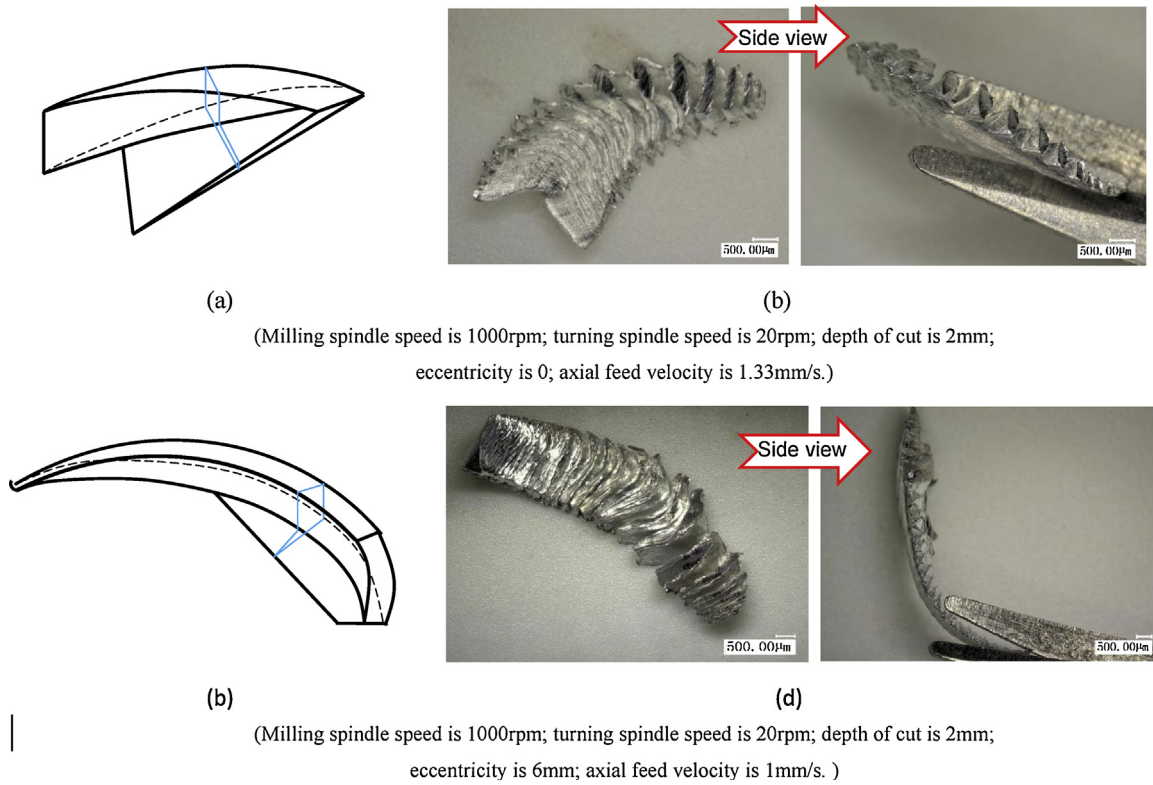 Side view
500.00μm
500.00μm
(a)
(b)
(Milling spindle speed is 1000rpm; turning spindle speed is 20rpm; depth of cut is 2mm;
eccentricity is 0; axial feed velocity is 1.33mm/s.)
Side view
500.00μm
500.00μm
(b)
(d)
(Milling spindle speed is 1000rpm; turning spindle speed is 20rpm; depth of cut is 2mm;
eccentricity is 6mm; axial feed velocity is 1mm/s. )